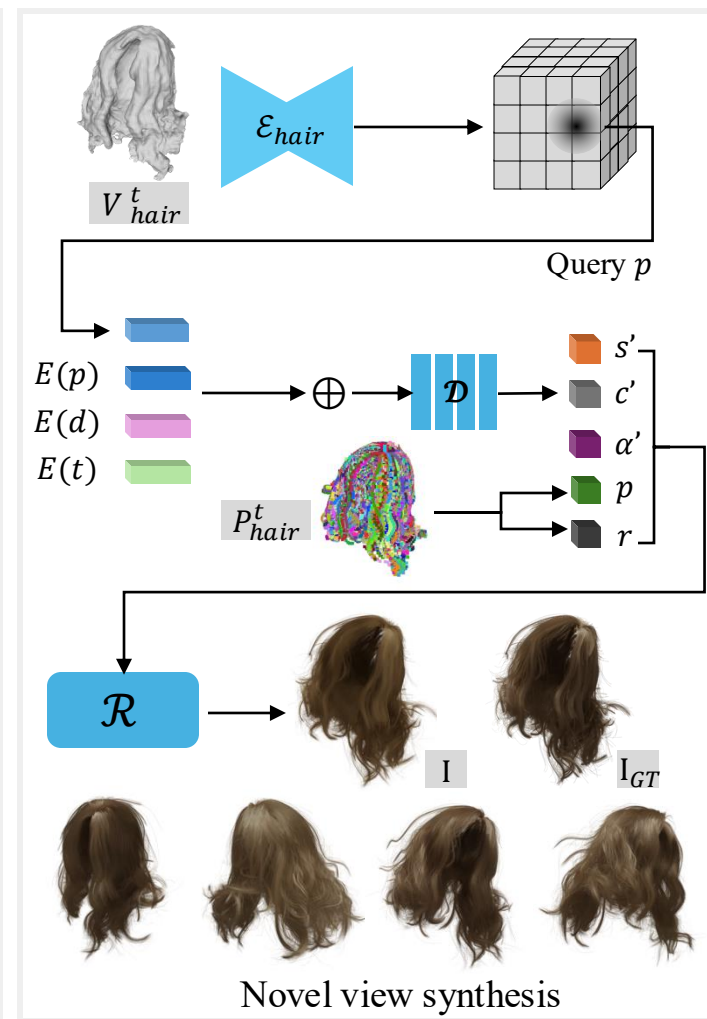 ℰ_hair
V^t_hair
Query p
E(p)
E(d)
E(t)
⊕
𝒟
s'
c'
α'
p
r
P^t_hair
ℛ
I
I_GT
Novel view synthesis